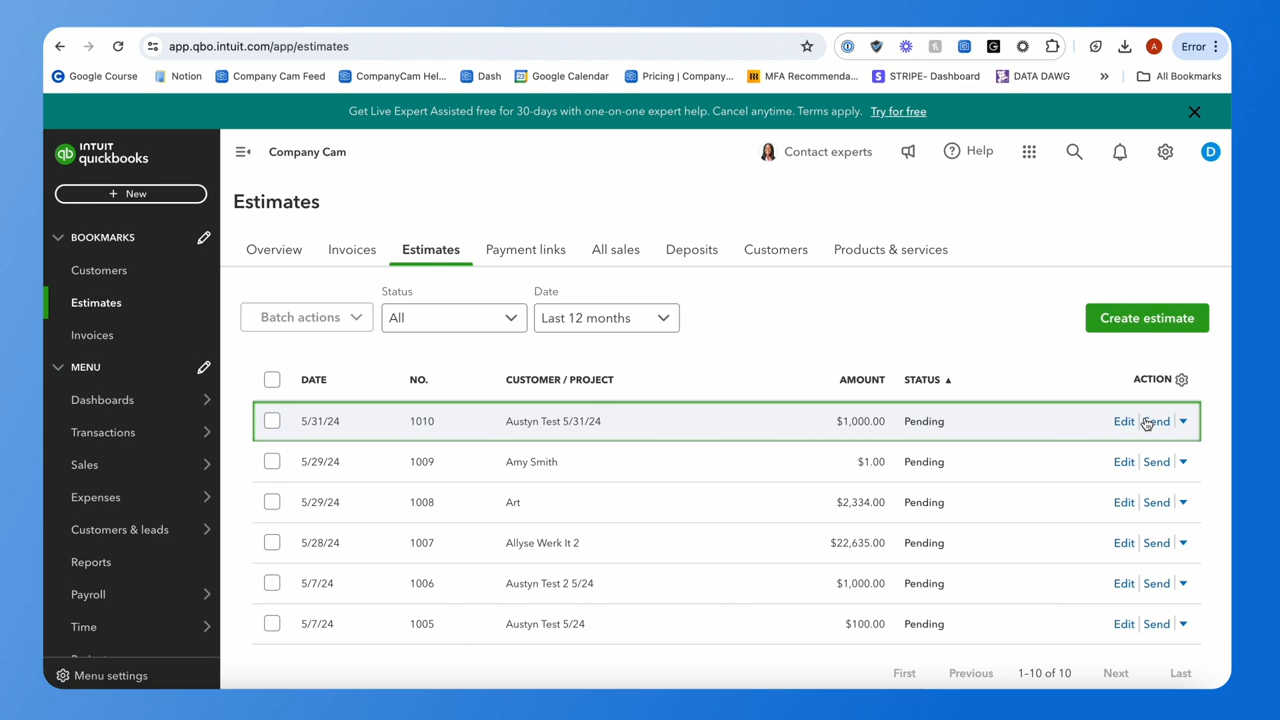 app.qbo.intuit.com/app/estimates
G
A
Error
Google Course
Notion
Company Cam Feed
CompanyCam Hel...
Dash
Google Calendar
Pricing | Company...
MFA Recommenda...
STRIPE- Dashboard
DATA DAWG
All Bookmarks
Get Live Expert Assisted free for 30-days with one-on-one expert help. Cancel anytime. Terms apply. Try for free
qb INTUIT
quickbooks
Company Cam
Contact experts
Help
D
+ New
Estimates
BOOKMARKS
Customers
Estimates
Invoices
MENU
Dashboards
Transactions
Sales
Expenses
Customers & leads
Reports
Payroll
Time
Menu settings
Overview Invoices Estimates Payment links All sales Deposits Customers Products & services
Status
Date
Batch actions
All
Last 12 months
Create estimate
DATE NO. CUSTOMER / PROJECT AMOUNT STATUS ACTION
5/31/24 1010 Austyn Test 5/31/24 $1,000.00 Pending Edit Send
5/29/24 1009 Amy Smith $1.00 Pending Edit Send
5/29/24 1008 Art $2,334.00 Pending Edit Send
5/28/24 1007 Allyse Werk It 2 $22,635.00 Pending Edit Send
5/7/24 1006 Austyn Test 2 5/24 $1,000.00 Pending Edit Send
5/7/24 1005 Austyn Test 5/24 $100.00 Pending Edit Send
First Previous 1-10 of 10 Next Last